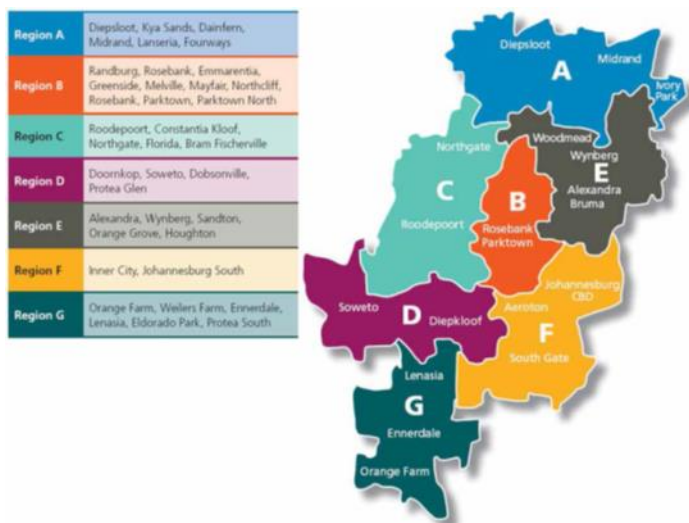 Region A
Diepsloot, Kya Sands, Dainfern,
Midrand, Lanseria, Fourways
Region B
Randburg, Rosebank, Emmarentia,
Greenside, Melville, Mayfair, Northcliff,
Rosebank, Parktown, Parktown North
Region C
Roodepoort, Constantia Kloof,
Northgate, Florida, Bram Fischerville
Region D
Doornkop, Soweto, Dobsonville,
Protea Glen
Region E
Alexandra, Wynberg, Sandton,
Orange Grove, Houghton
Region F
Inner City, Johannesburg South
Region G
Orange Farm, Weilers Farm, Ennerdale,
Lenasia, Eldorado Park, Protea South
Diepsloot
Midrand
A
Ivory
Park
Woodmead
Northgate
Wynberg
E
C
Alexandra
Bruma
B
Roodepoort
Rosebank
Parktown
Johannesburg
CBD
Soweto
D
Diepkloof
Aeroton
F
South Gate
Lenasia
G
Ennerdale
Orange Farm